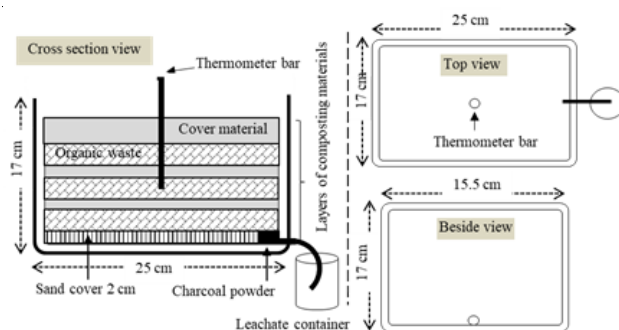 Cross section view
Thermometer bar
17 cm
Cover material
Organic waste
Layers of composting materials
25 cm
Sand cover 2 cm
Charcoal powder
Leachate container
25 cm
Top view
17 cm
Thermometer bar
15.5 cm
Beside view
17 cm